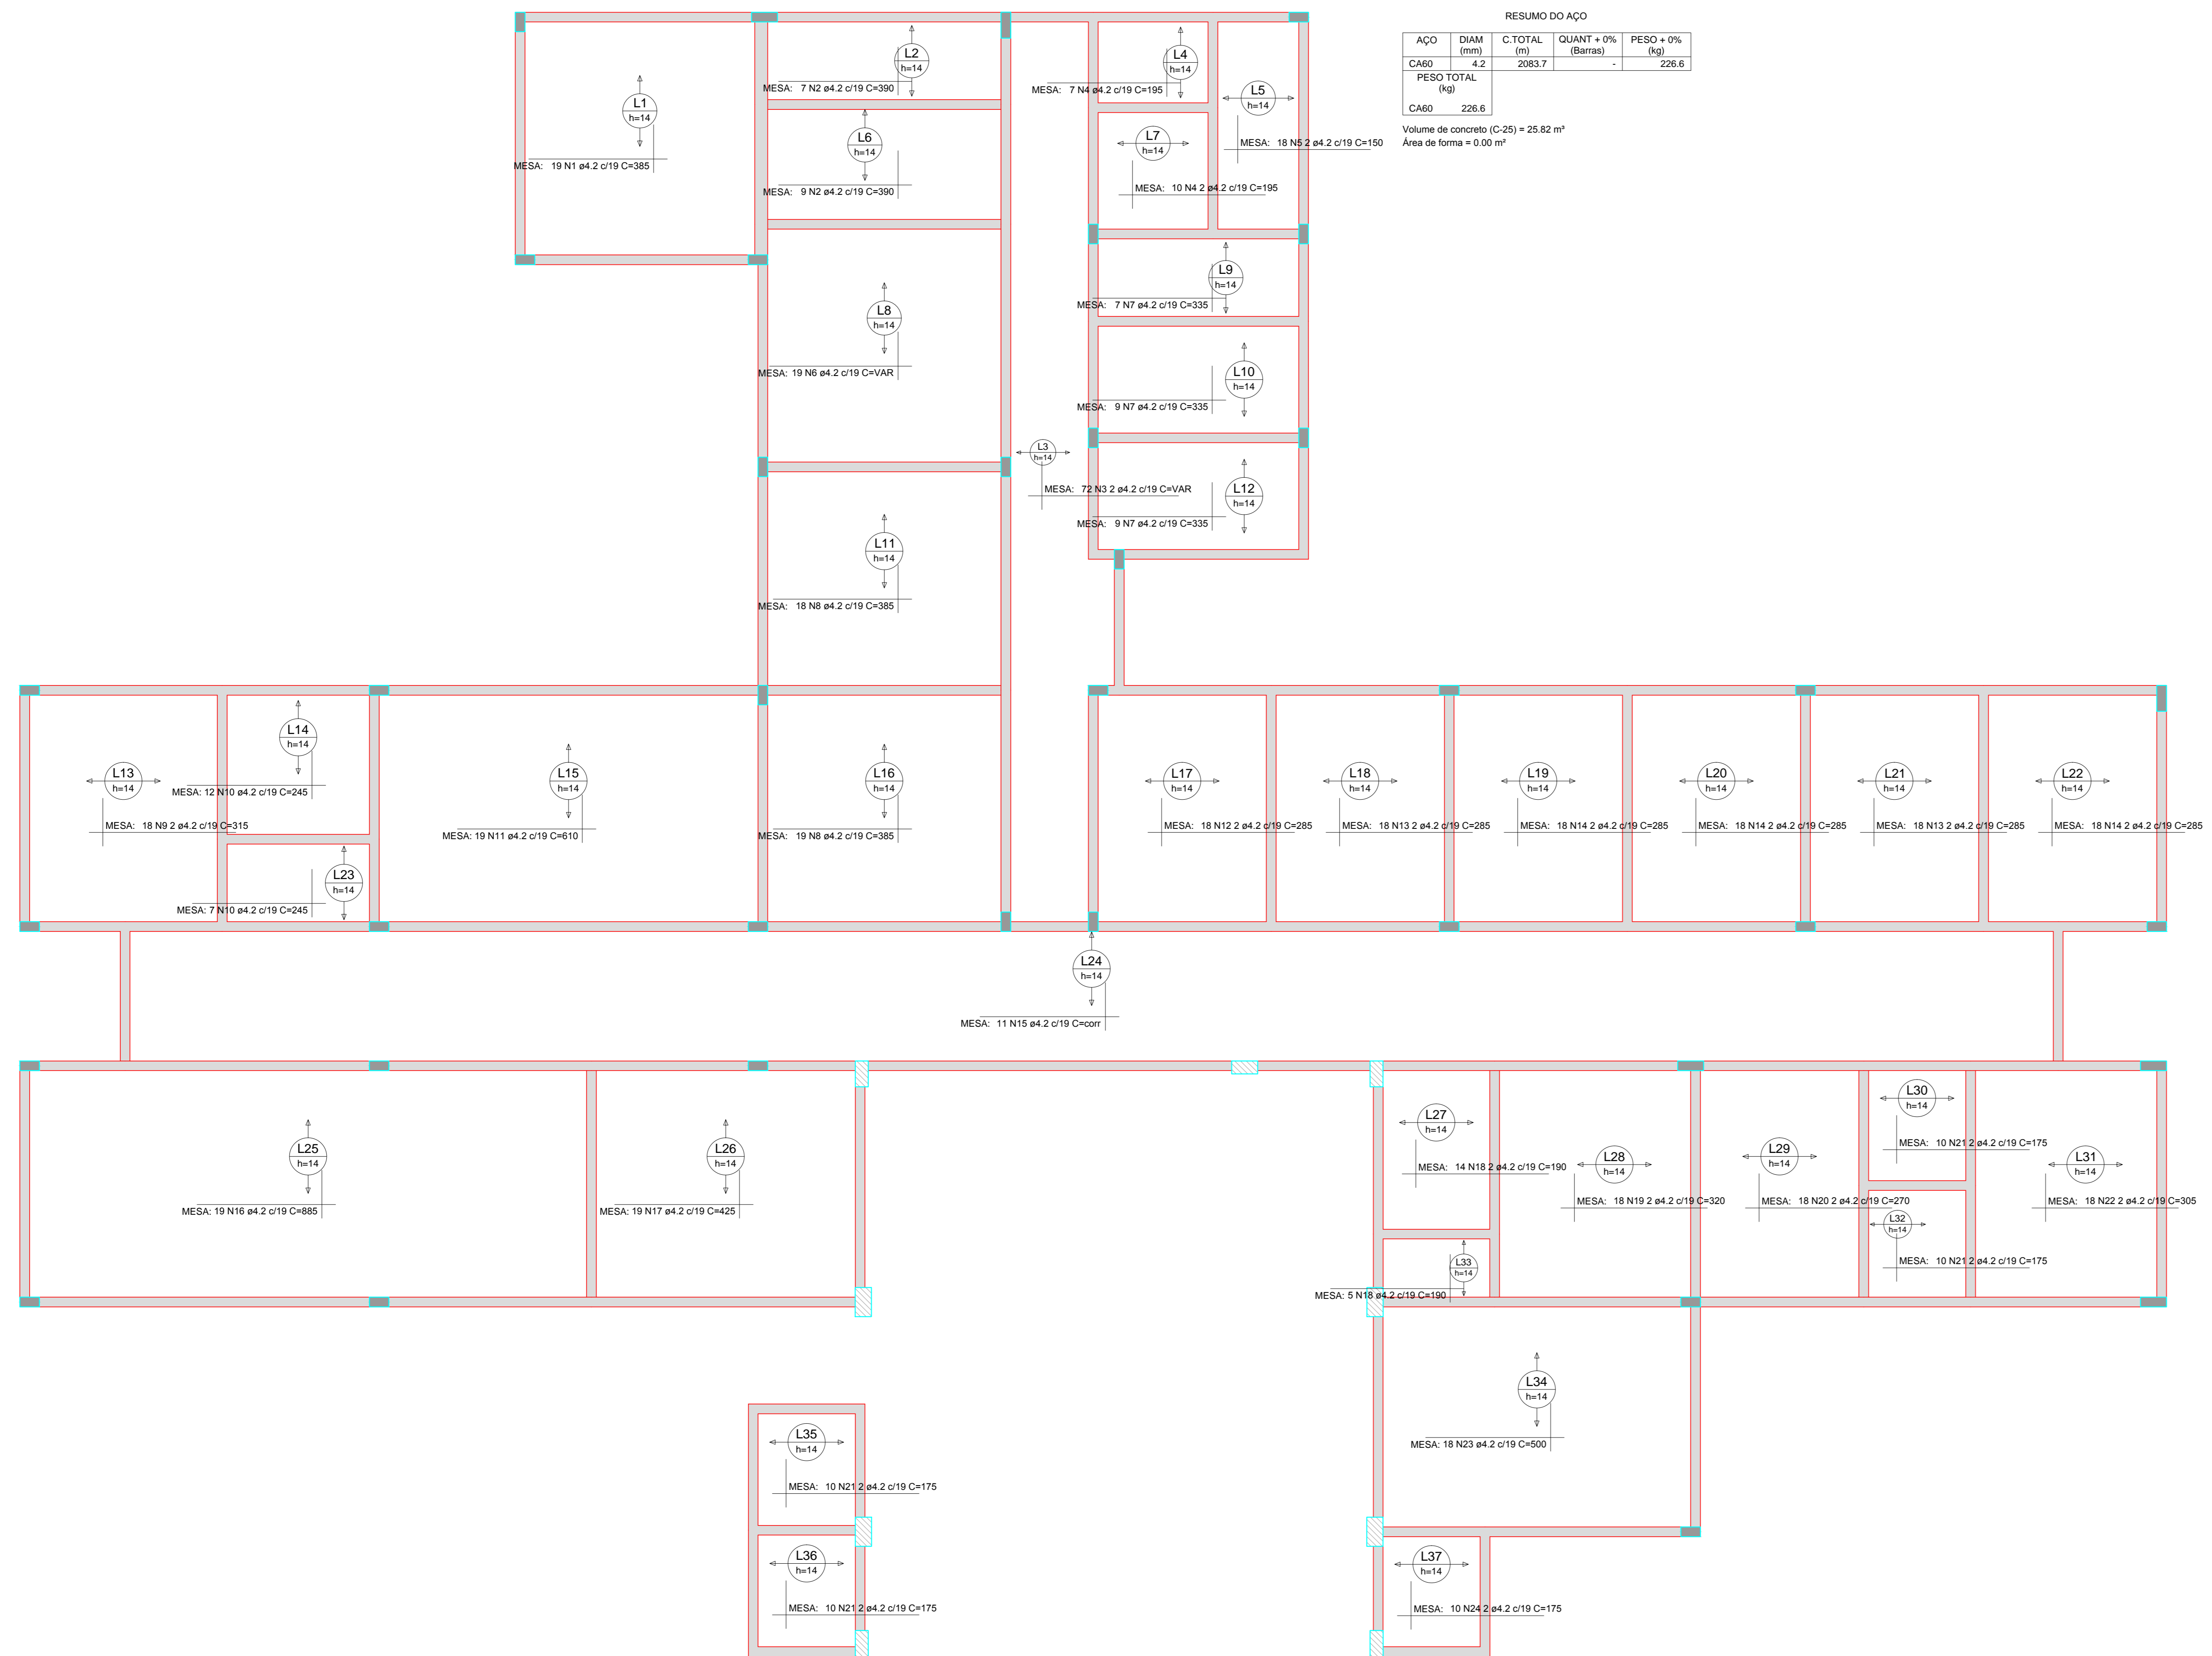 RESUMO DO AÇO
AÇO DIAM (mm) C.TOTAL (m) QUANT + 0% (Barras) PESO + 0% (kg)
CA60 4.2 2083.7 - 226.6
PESO TOTAL
(kg)
CA60 226.6
Volume de concreto (C-25) = 25.82 m³
Área de forma = 0.00 m²
L1
h=14
MESA: 19 N1 ø4.2 c/19 C=385
L2
h=14
MESA: 7 N2 ø4.2 c/19 C=390
L4
h=14
MESA: 7 N4 ø4.2 c/19 C=195
L5
h=14
MESA: 18 N5 2 ø4.2 c/19 C=150
L6
h=14
MESA: 9 N2 ø4.2 c/19 C=390
L7
h=14
MESA: 10 N4 2 ø4.2 c/19 C=195
L8
h=14
MESA: 19 N6 ø4.2 c/19 C=VAR
L9
h=14
MESA: 7 N7 ø4.2 c/19 C=335
L10
h=14
MESA: 9 N7 ø4.2 c/19 C=335
L3
h=14
MESA: 72 N3 2 ø4.2 c/19 C=VAR
L12
h=14
MESA: 9 N7 ø4.2 c/19 C=335
L11
h=14
MESA: 18 N8 ø4.2 c/19 C=385
L13
h=14
MESA: 18 N9 2 ø4.2 c/19 C=315
L14
h=14
MESA: 12 N10 ø4.2 c/19 C=245
L15
h=14
MESA: 19 N11 ø4.2 c/19 C=610
L16
h=14
MESA: 19 N8 ø4.2 c/19 C=385
L17
h=14
MESA: 18 N12 2 ø4.2 c/19 C=285
L18
h=14
MESA: 18 N13 2 ø4.2 c/19 C=285
L19
h=14
MESA: 18 N14 2 ø4.2 c/19 C=285
L20
h=14
MESA: 18 N14 2 ø4.2 c/19 C=285
L21
h=14
MESA: 18 N13 2 ø4.2 c/19 C=285
L22
h=14
MESA: 18 N14 2 ø4.2 c/19 C=285
L23
h=14
MESA: 7 N10 ø4.2 c/19 C=245
L24
h=14
MESA: 11 N15 ø4.2 c/19 C=corr
L25
h=14
MESA: 19 N16 ø4.2 c/19 C=885
L26
h=14
MESA: 19 N17 ø4.2 c/19 C=425
L27
h=14
MESA: 14 N18 2 ø4.2 c/19 C=190
L28
h=14
MESA: 18 N19 2 ø4.2 c/19 C=320
L29
h=14
MESA: 18 N20 2 ø4.2 c/19 C=270
L30
h=14
MESA: 10 N21 2 ø4.2 c/19 C=175
L31
h=14
MESA: 18 N22 2 ø4.2 c/19 C=305
L32
h=14
MESA: 10 N21 2 ø4.2 c/19 C=175
L33
h=14
MESA: 5 N18 ø4.2 c/19 C=190
L34
h=14
MESA: 18 N23 ø4.2 c/19 C=500
L35
h=14
MESA: 10 N21 2 ø4.2 c/19 C=175
L36
h=14
MESA: 10 N21 2 ø4.2 c/19 C=175
L37
h=14
MESA: 10 N24 2 ø4.2 c/19 C=175